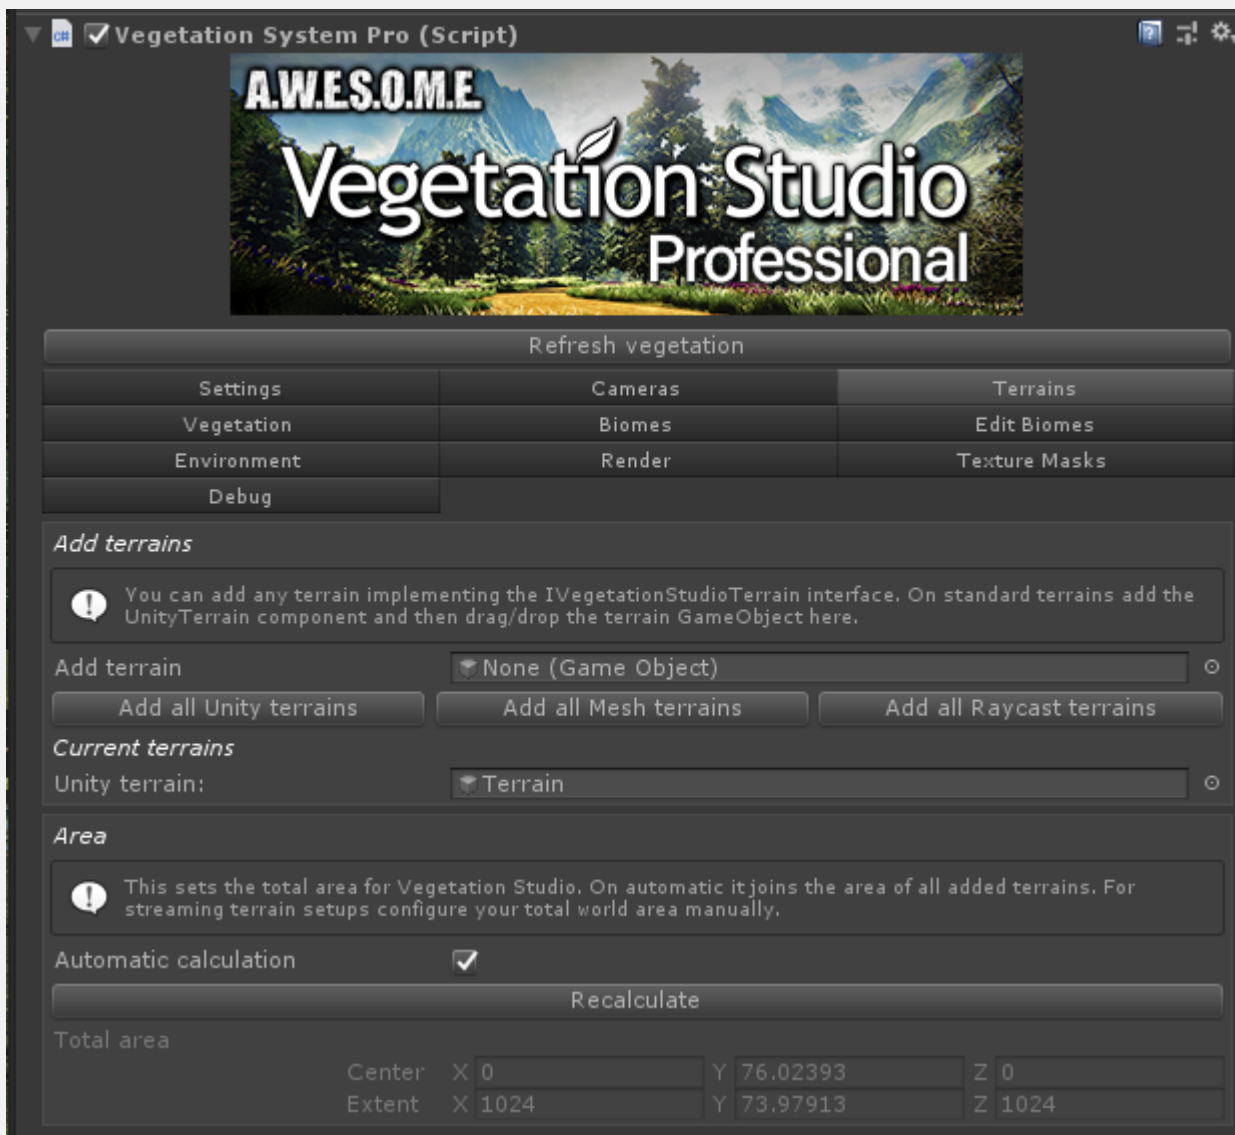 Vegetation System Pro (Script)
A.W.E.S.O.M.E.
Vegetation Studio
Professional
Refresh vegetation
Settings Cameras Terrains
Vegetation Biomes Edit Biomes
Environment Render Texture Masks
Debug
Add terrains
You can add any terrain implementing the IVegetationStudioTerrain interface. On standard terrains add the
UnityTerrain component and then drag/drop the terrain GameObject here.
Add terrain None (Game Object)
Add all Unity terrains Add all Mesh terrains Add all Raycast terrains
Current terrains
Unity terrain: Terrain
Area
This sets the total area for Vegetation Studio. On automatic it joins the area of all added terrains. For
streaming terrain setups configure your total world area manually.
Automatic calculation
Recalculate
Total area
Center X 0 Y 76.02393 Z 0
Extent X 1024 Y 73.97913 Z 1024